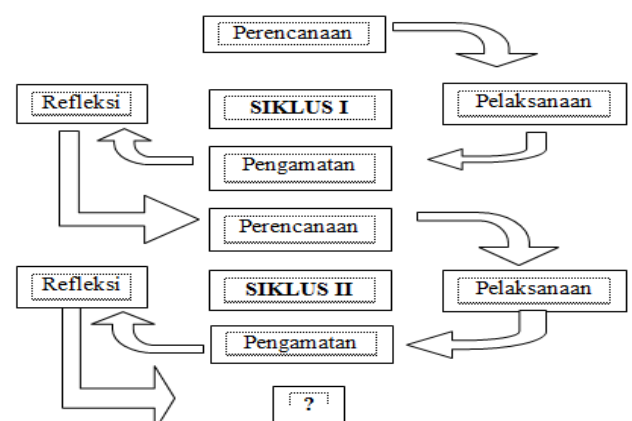 Perencanaan
Refleksi
SIKLUS I
Pelaksanaan
Pengamatan
Perencanaan
Refleksi
SIKLUS II
Pelaksanaan
Pengamatan
?